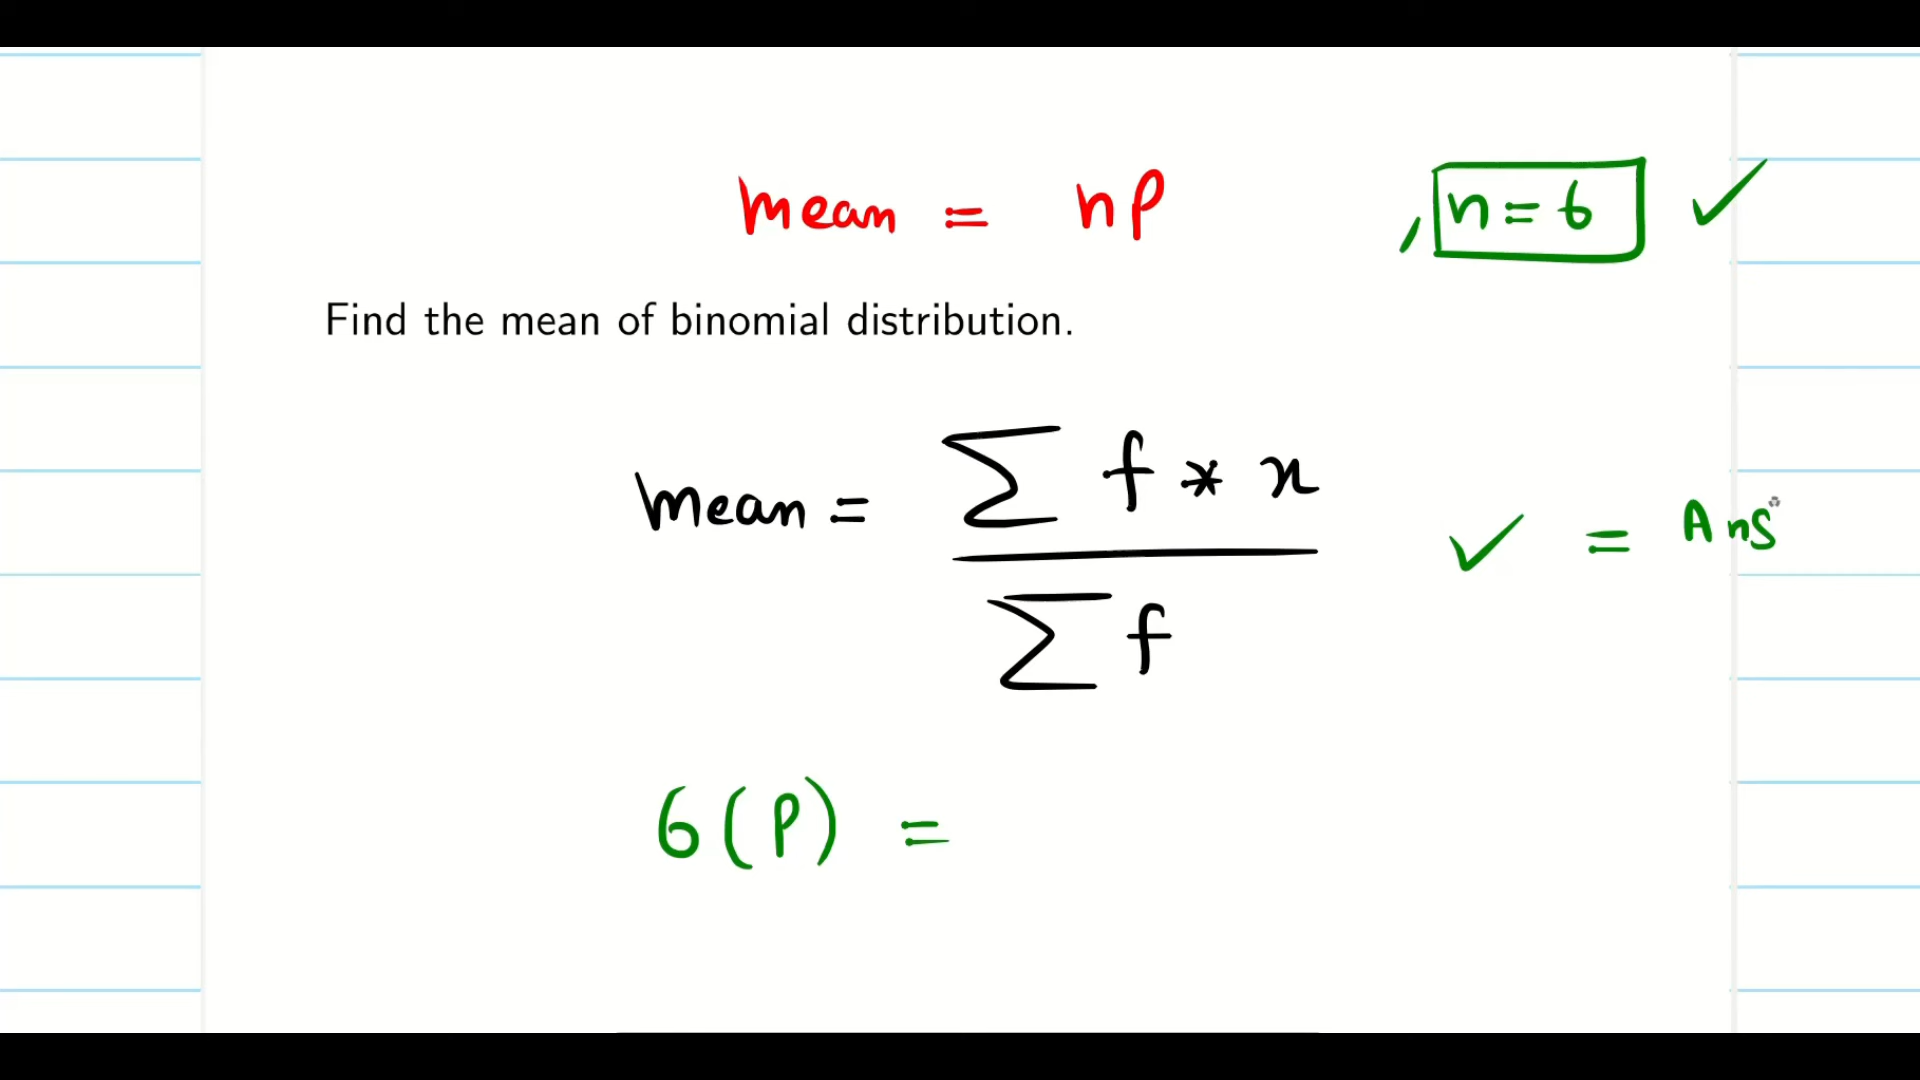 mean = np , n = 6 ✓
Find the mean of binomial distribution.
mean = ∑ f * x / ∑ f ✓ = Ans
6(P) =